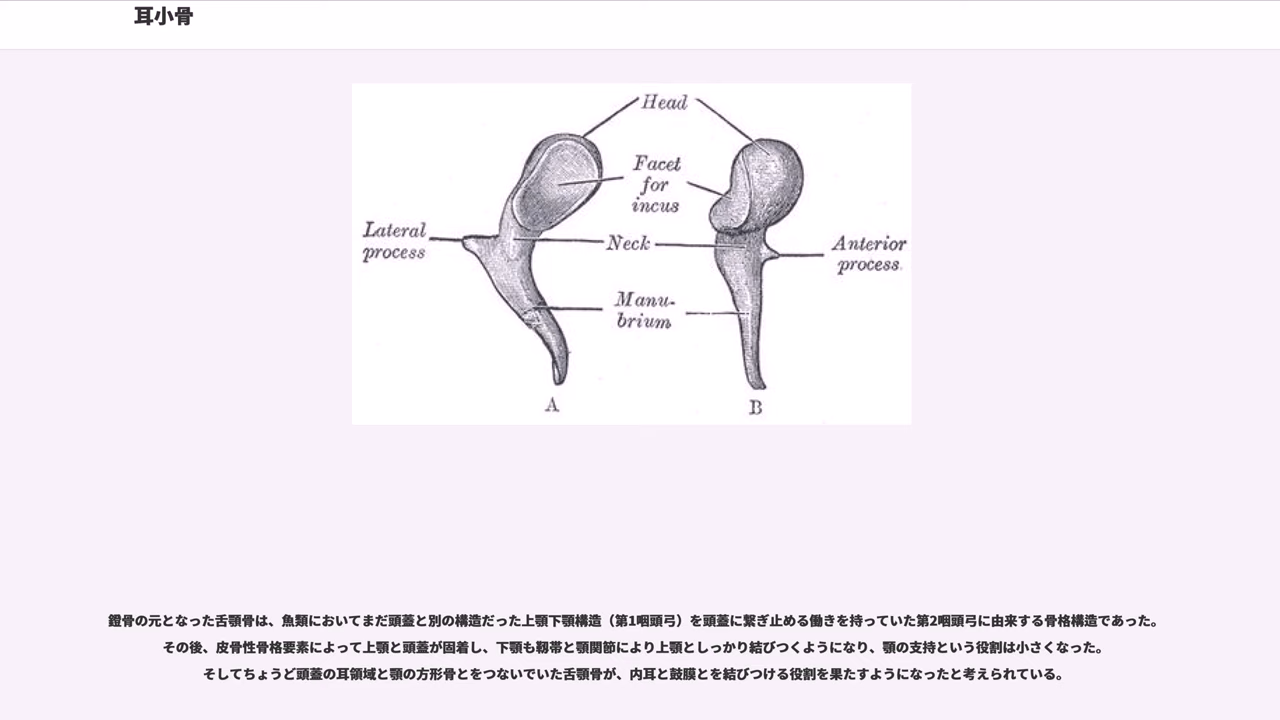 耳小骨
Head
Facet
for
incus
Lateral
process
Neck
Anterior
process.
Manu-
brium
A
B
鐙骨の元となった舌顎骨は、魚類においてまだ頭蓋と別の構造だった上顎下顎構造（第1咽頭弓）を頭蓋に繋ぎ止める働きを持っていた第2咽頭弓に由来する骨格構造であった。
その後、皮骨性骨格要素によって上顎と頭蓋が固着し、下顎も靭帯と顎関節により上顎としっかり結びつくようになり、顎の支持という役割は小さくなった。
そしてちょうど頭蓋の耳領域と顎の方形骨とをつないでいた舌顎骨が、内耳と鼓膜とを結びつける役割を果たすようになったと考えられている。